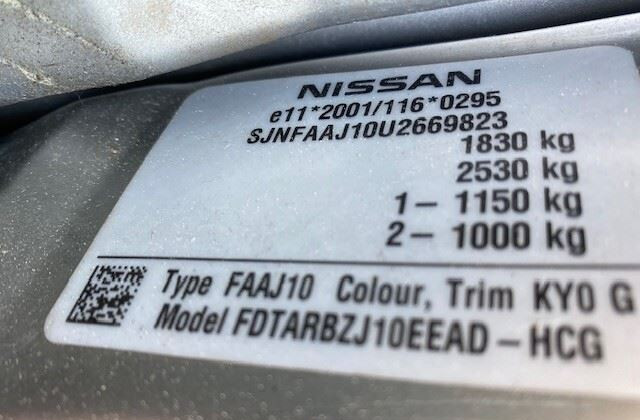 NISSAN
e11*2001/116*0295
SJNFAAJ10U2669823
1830 kg
2530 kg
1- 1150 kg
2- 1000 kg
Type FAAJ10 Colour, Trim KY0 G
Model FDTARBZJ10EEAD-HCG